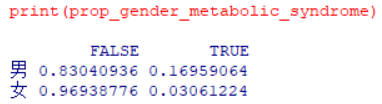 print(prop_gender_metabolic_syndrome)
FALSE TRUE
男 0.83040936 0.16959064
女 0.96938776 0.03061224